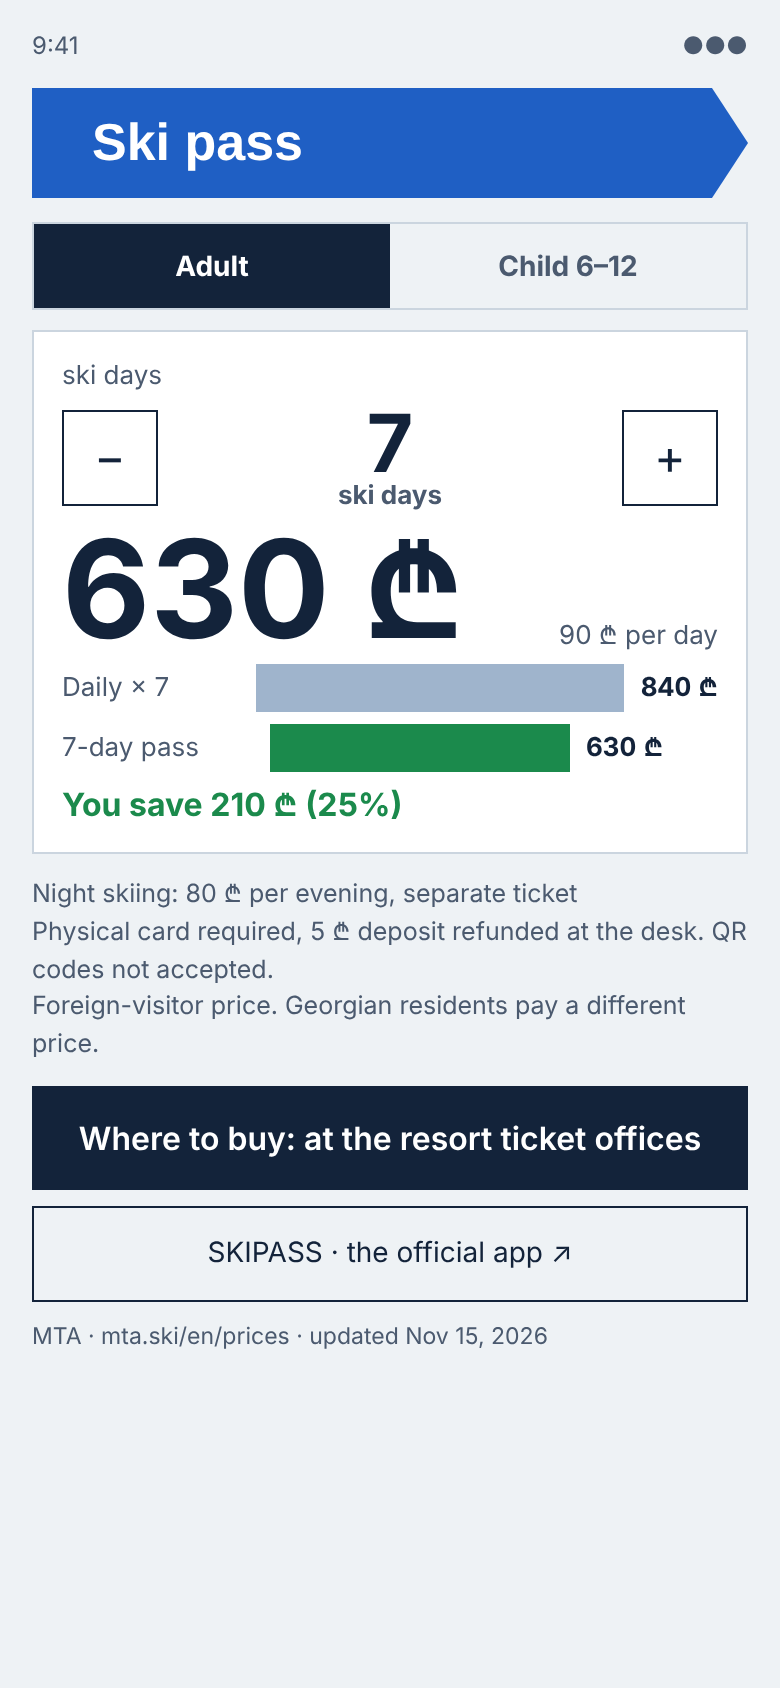 9:41
Ski pass
Adult
Child 6–12
ski days
−
7
+
ski days
630 ₾
90 ₾ per day
Daily × 7
840 ₾
7-day pass
630 ₾
You save 210 ₾ (25%)
Night skiing: 80 ₾ per evening, separate ticket
Physical card required, 5 ₾ deposit refunded at the desk. QR
codes not accepted.
Foreign-visitor price. Georgian residents pay a different
price.
Where to buy: at the resort ticket offices
SKIPASS · the official app ↗
MTA · mta.ski/en/prices · updated Nov 15, 2026